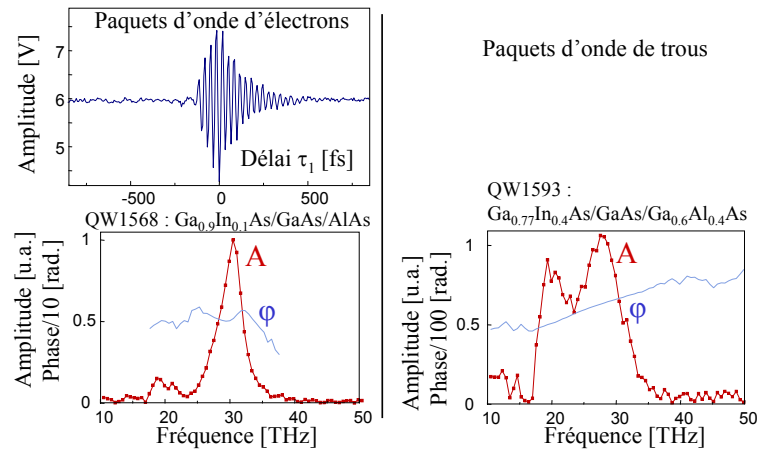 Paquets d'onde d'électrons
Amplitude [V]
7
6
5
Délai τ1 [fs]
-500
0
500
QW1568 : Ga0.9In0.1As/GaAs/AlAs
Amplitude [u.a.]
Phase/10 [rad.]
1
0.5
0
A
φ
10
20
30
40
50
Fréquence [THz]
Paquets d'onde de trous
QW1593 :
Ga0.77In0.4As/GaAs/Ga0.6Al0.4As
Amplitude [u.a.]
Phase/100 [rad.]
1
0.5
0
A
φ
10
20
30
40
50
Fréquence [THz]